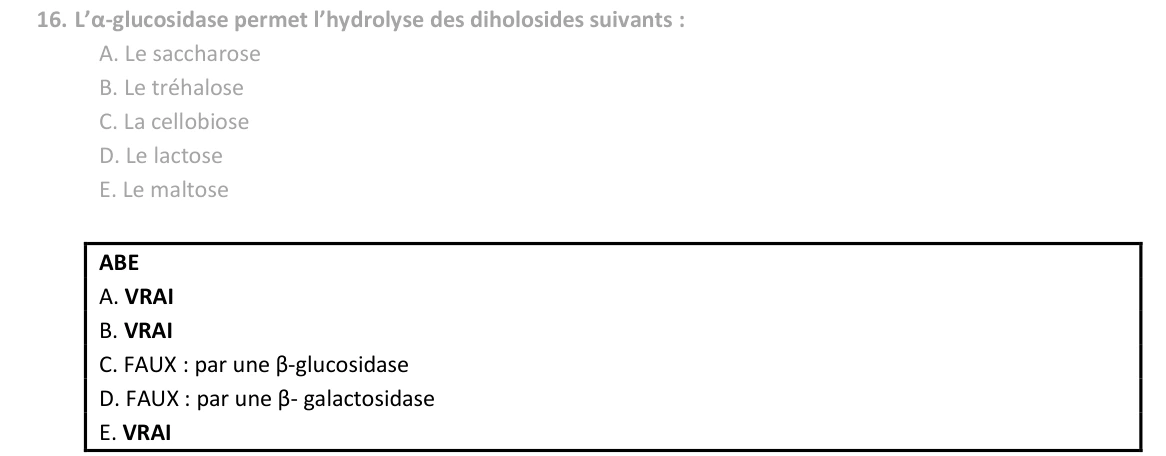 16. L’α-glucosidase permet l’hydrolyse des diholosides suivants :
A. Le saccharose
B. Le tréhalose
C. La cellobiose
D. Le lactose
E. Le maltose
ABE
A. VRAI
B. VRAI
C. FAUX : par une β-glucosidase
D. FAUX : par une β- galactosidase
E. VRAI